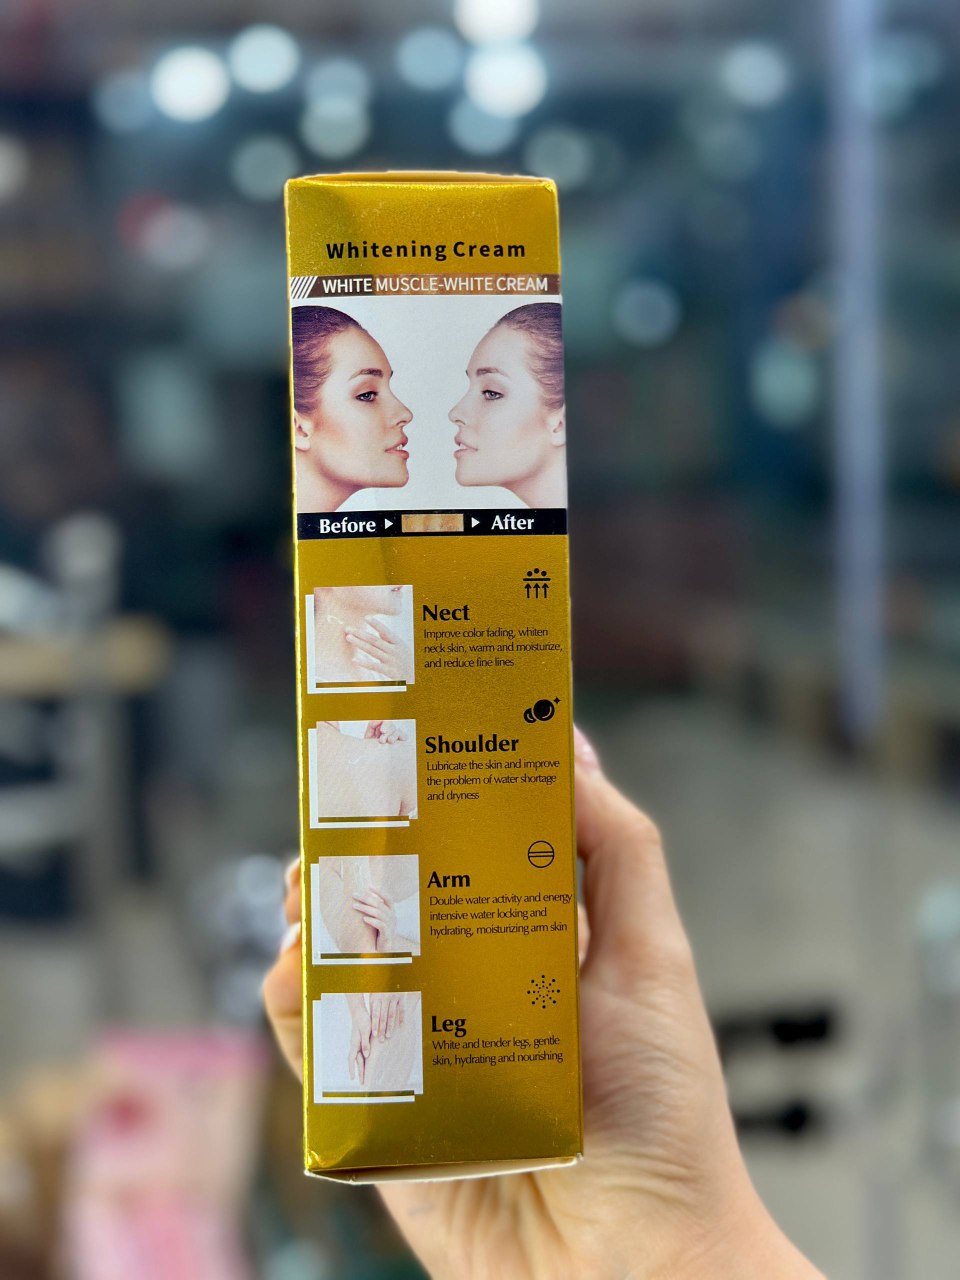 Whitening Cream
WHITE MUSCLE-WHITE CREAM
Before
After
Nect
Improve color fading, whiten
neck skin, warm and moisturize,
and reduce fine lines
Shoulder
Lubricate the skin and improve
the problem of water shortage
and dryness
Arm
Double water activity and energy
intensive water locking and
hydrating, moisturizing arm skin
Leg
White and tender legs, gentle
skin, hydrating and nourishing